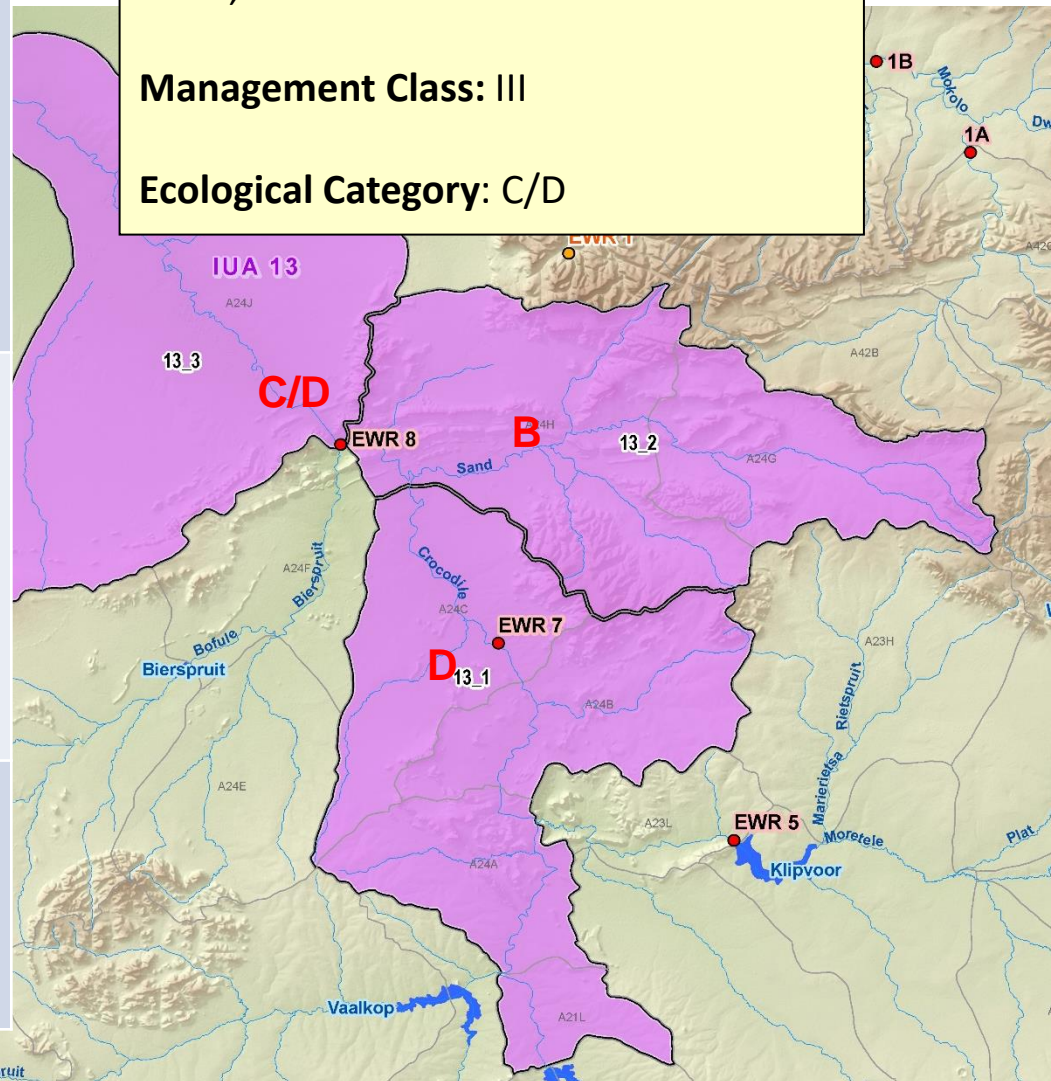 Management Class: III
Ecological Category: C/D
1B
Mokolo
1A
EWR 1
IUA 13
A24J
13_3
A42B
C/D
EWR 8
B
13_2
A24G
Sand
Crocodile
A24F
Bierspruit
A24C
EWR 7
Bofule
Bierspruit
D
13_1
A23H
Rietspruit
A24B
Marierietsa
A24E
A23L
EWR 5
Moretele
Plat
Klipvoor
A24A
Vaalkop
A21L